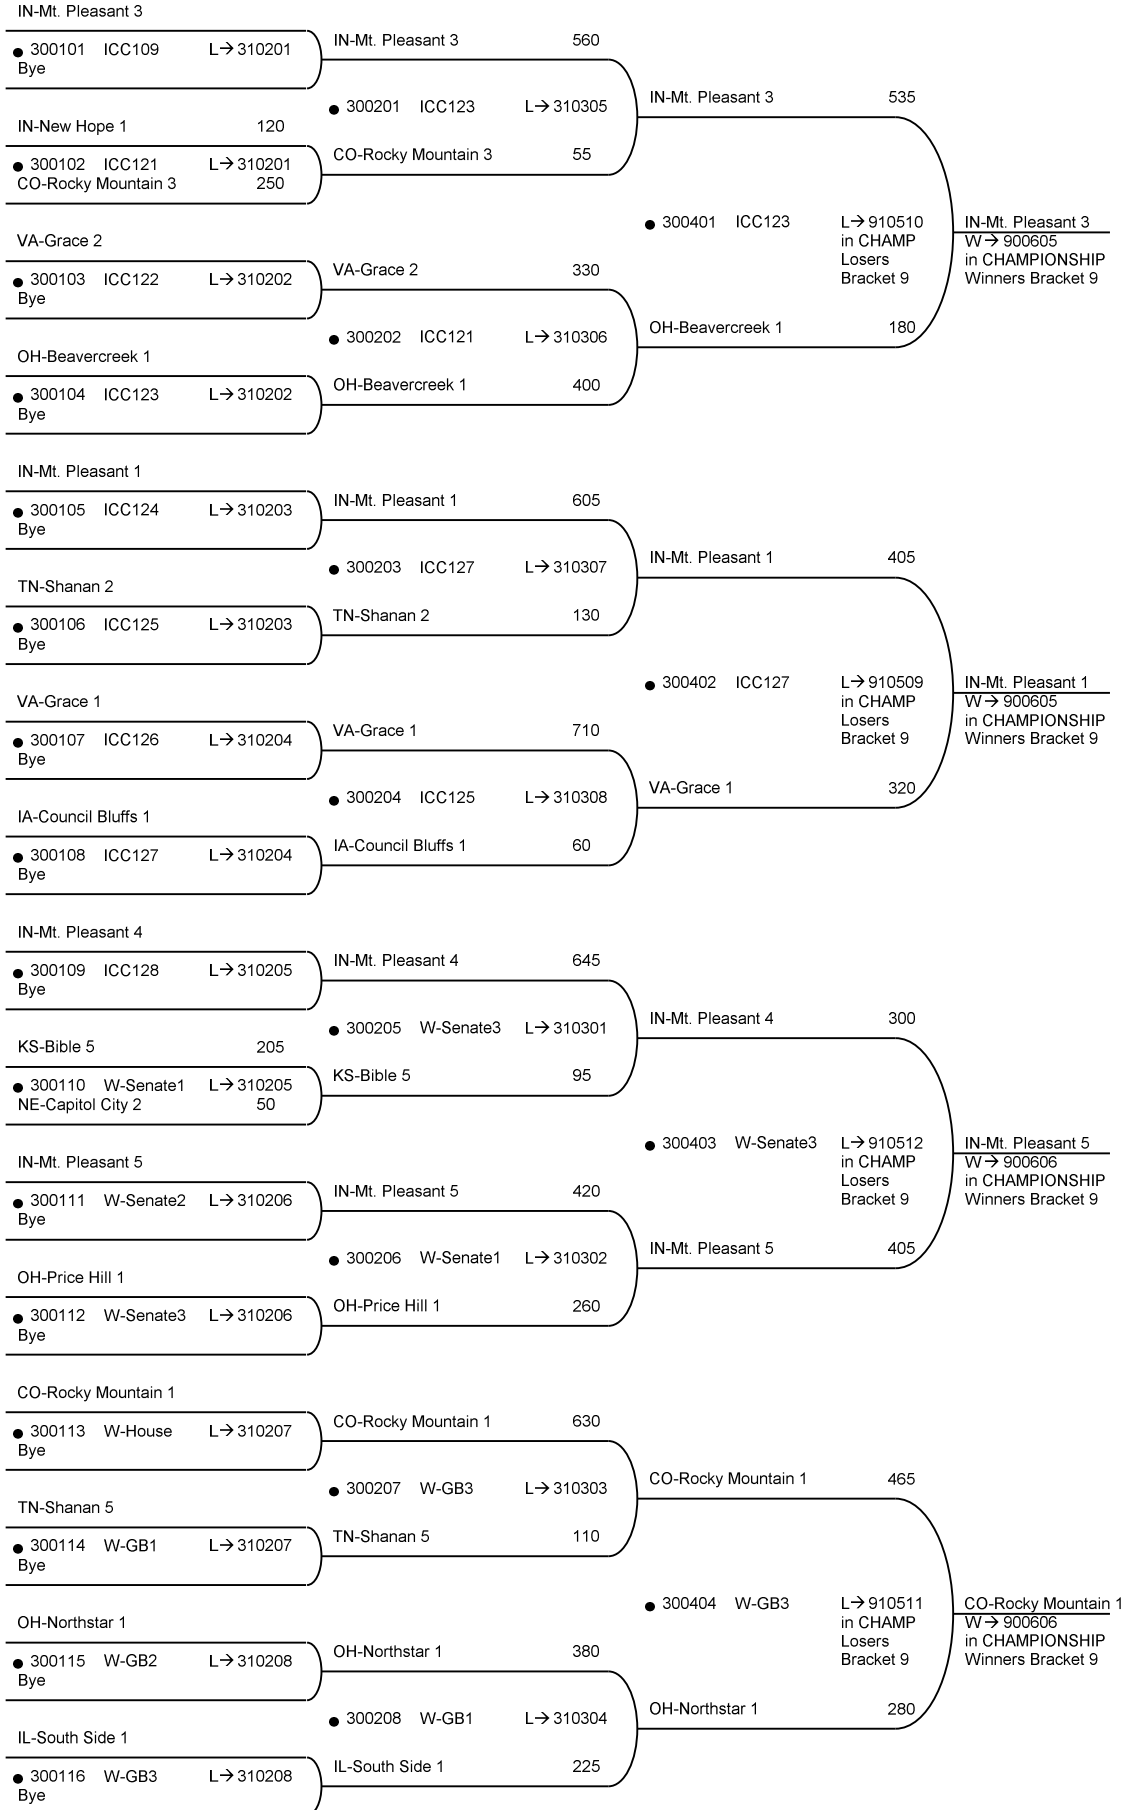 IN-Mt. Pleasant 3
300101 ICC109 L→310201
Bye
IN-New Hope 1 120
300102 ICC121 L→310201
CO-Rocky Mountain 3 250
VA-Grace 2
300103 ICC122 L→310202
Bye
OH-Beavercreek 1
300104 ICC123 L→310202
Bye
IN-Mt. Pleasant 1
300105 ICC124 L→310203
Bye
TN-Shanan 2
300106 ICC125 L→310203
Bye
VA-Grace 1
300107 ICC126 L→310204
Bye
IA-Council Bluffs 1
300108 ICC127 L→310204
Bye
IN-Mt. Pleasant 4
300109 ICC128 L→310205
Bye
KS-Bible 5 205
300110 W-Senate1 L→310205
NE-Capitol City 2 50
IN-Mt. Pleasant 5
300111 W-Senate2 L→310206
Bye
OH-Price Hill 1
300112 W-Senate3 L→310206
Bye
CO-Rocky Mountain 1
300113 W-House L→310207
Bye
TN-Shanan 5
300114 W-GB1 L→310207
Bye
OH-Northstar 1
300115 W-GB2 L→310208
Bye
IL-South Side 1
300116 W-GB3 L→310208
Bye
IN-Mt. Pleasant 3 560
300201 ICC123 L→310305
CO-Rocky Mountain 3 55
VA-Grace 2 330
300202 ICC121 L→310306
OH-Beavercreek 1 400
IN-Mt. Pleasant 1 605
300203 ICC127 L→310307
TN-Shanan 2 130
VA-Grace 1 710
300204 ICC125 L→310308
IA-Council Bluffs 1 60
IN-Mt. Pleasant 4 645
300205 W-Senate3 L→310301
KS-Bible 5 95
IN-Mt. Pleasant 5 420
300206 W-Senate1 L→310302
OH-Price Hill 1 260
CO-Rocky Mountain 1 630
300207 W-GB3 L→310303
TN-Shanan 5 110
OH-Northstar 1 380
300208 W-GB1 L→310304
IL-South Side 1 225
IN-Mt. Pleasant 3 535
300401 ICC123 L→910510
in CHAMP
Losers
Bracket 9
OH-Beavercreek 1 180
IN-Mt. Pleasant 1 405
300402 ICC127 L→910509
in CHAMP
Losers
Bracket 9
VA-Grace 1 320
IN-Mt. Pleasant 4 300
300403 W-Senate3 L→910512
in CHAMP
Losers
Bracket 9
IN-Mt. Pleasant 5 405
CO-Rocky Mountain 1 465
300404 W-GB3 L→910511
in CHAMP
Losers
Bracket 9
OH-Northstar 1 280
IN-Mt. Pleasant 3
W→900605
in CHAMPIONSHIP
Winners Bracket 9
IN-Mt. Pleasant 1
W→900605
in CHAMPIONSHIP
Winners Bracket 9
IN-Mt. Pleasant 5
W→900606
in CHAMPIONSHIP
Winners Bracket 9
CO-Rocky Mountain 1
W→900606
in CHAMPIONSHIP
Winners Bracket 9